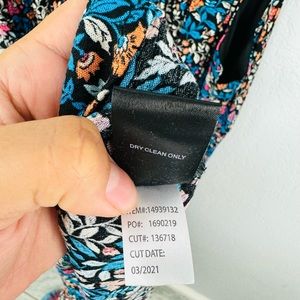 DRY CLEAN ONLY
ITEM#:14939132
PO#: 1690219
CUT#: 136718
CUT DATE:
03/2021